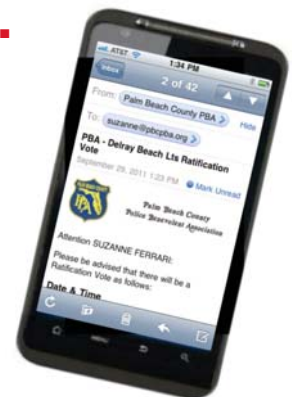 AT&T
1:34 PM
Inbox
2 of 42
From: Palm Beach County PBA
Hide
To: suzanne@pbcpba.org
PBA - Delray Beach Lts Ratification
Vote
September 29, 2011 1:23 PM
Mark Unread
PBA
Palm Beach County
Police Benevolent Association
Attention SUZANNE FERRARI:
Please be advised that there will be a
Ratification Vote as follows:
Date & Time
MENU